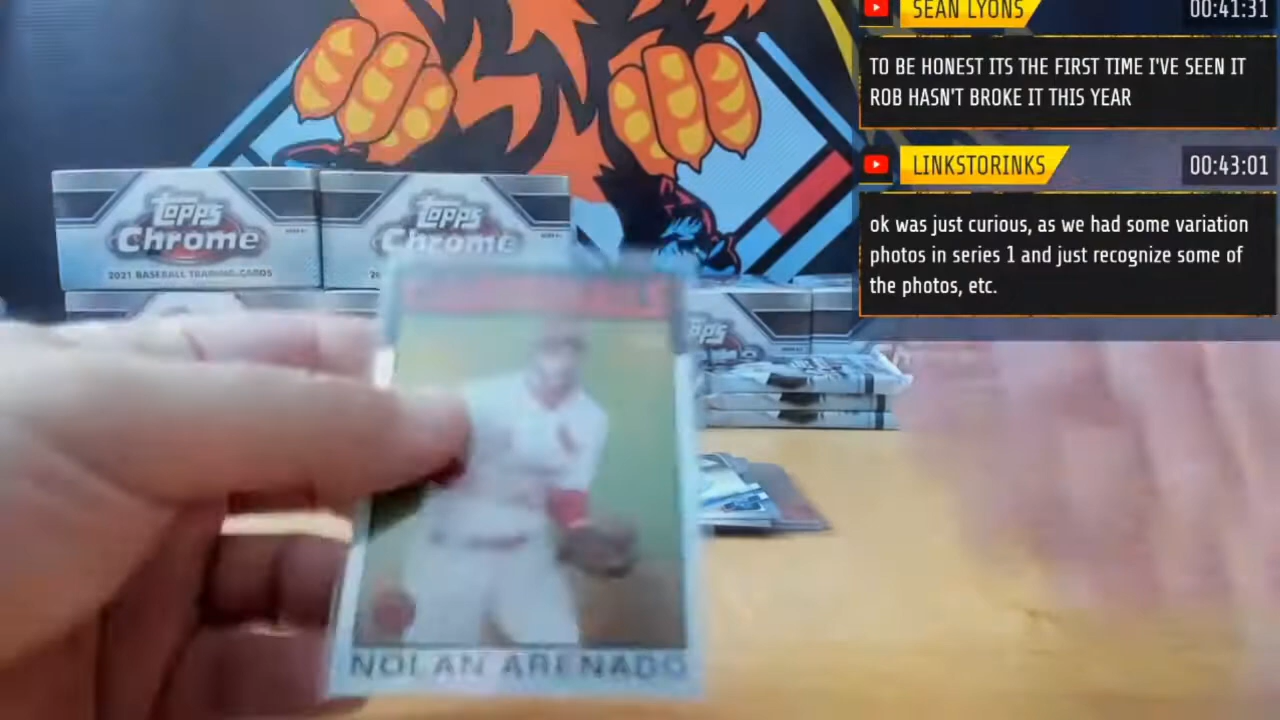 SEAN LYONS
00:41:31
TO BE HONEST ITS THE FIRST TIME I'VE SEEN IT
ROB HASN'T BROKE IT THIS YEAR
LINKSTORINKS
00:43:01
ok was just curious, as we had some variation
photos in series 1 and just recognize some of
the photos, etc.
Topps
Chrome
2021 BASEBALL TRADING CARDS
Topps
Chrome
NOLAN ARENADO